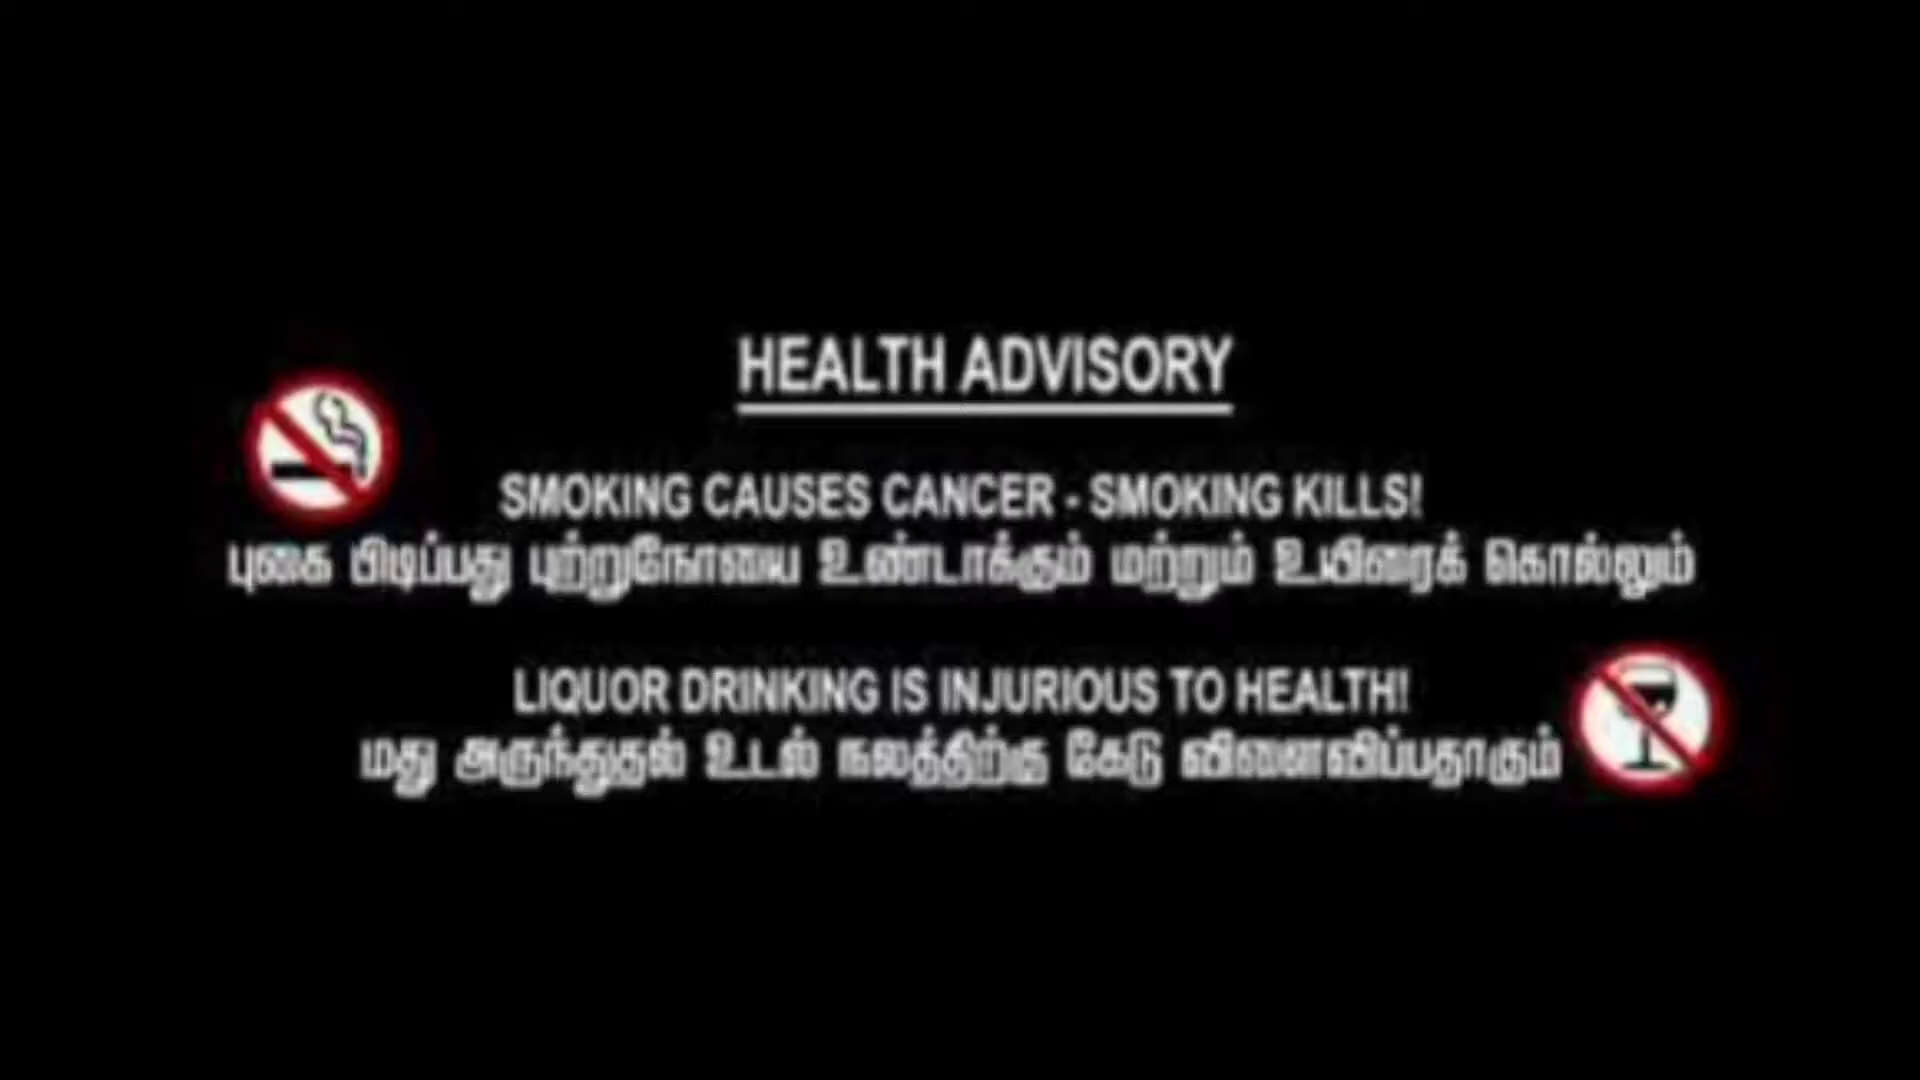 HEALTH ADVISORY
SMOKING CAUSES CANCER - SMOKING KILLS!
புகை பிடிப்பது புற்றுநோயை உண்டாக்கும் மற்றும் உயிரைக் கொல்லும்
LIQUOR DRINKING IS INJURIOUS TO HEALTH!
மது அருந்துதல் உடல் நலத்திற்கு கேடு விளைவிப்பதாகும்